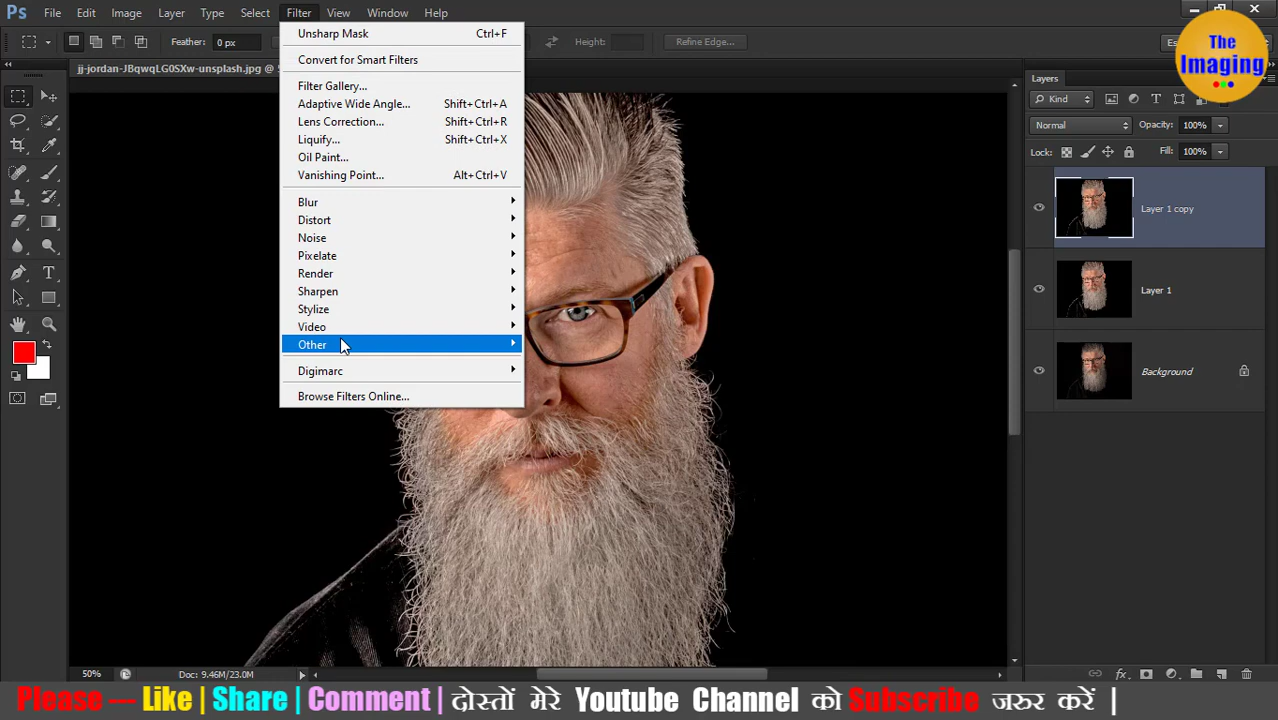 Ps File Edit Image Layer Type Select Filter View Window Help
Feather: 0 px Height: Refine Edge...
The
Imaging
jj-jordan-JBqwqLG0SXw-unsplash.jpg @
Unsharp Mask Ctrl+F
Convert for Smart Filters
Filter Gallery...
Adaptive Wide Angle... Shift+Ctrl+A
Lens Correction... Shift+Ctrl+R
Liquify... Shift+Ctrl+X
Oil Paint...
Vanishing Point... Alt+Ctrl+V
Blur
Distort
Noise
Pixelate
Render
Sharpen
Stylize
Video
Other
Digimarc
Browse Filters Online...
Layers
Kind
Normal Opacity: 100%
Lock: Fill: 100%
Layer 1 copy
Layer 1
Background
50% Doc: 9.46M/23.0M
Please --- Like | Share | Comment | दोस्तों मेरे Youtube Channel को Subscribe जरुर करें |